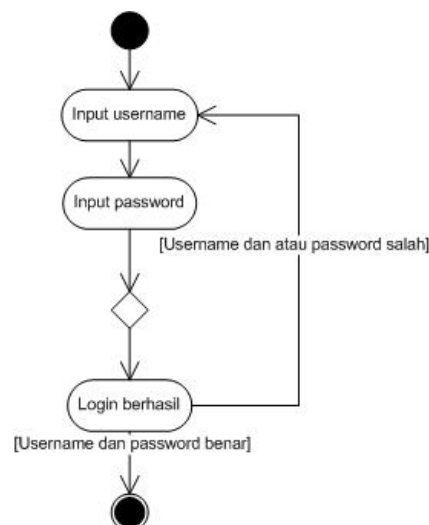 Input username
Input password
[Username dan atau password salah]
Login berhasil
[Username dan password benar]